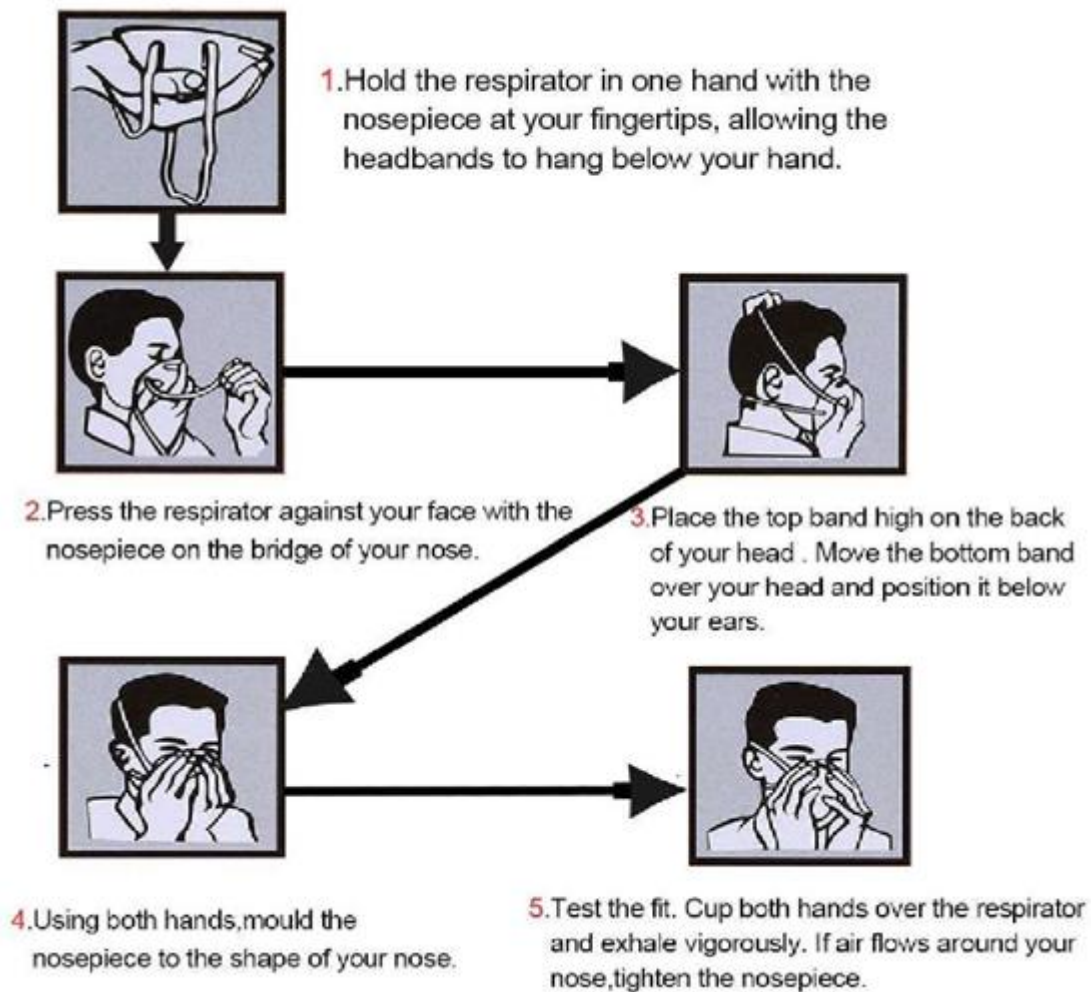 1.Hold the respirator in one hand with the
nosepiece at your fingertips, allowing the
headbands to hang below your hand.
2.Press the respirator against your face with the
nosepiece on the bridge of your nose.
3.Place the top band high on the back
of your head . Move the bottom band
over your head and position it below
your ears.
4.Using both hands,mould the
nosepiece to the shape of your nose.
5.Test the fit. Cup both hands over the respirator
and exhale vigorously. If air flows around your
nose,tighten the nosepiece.